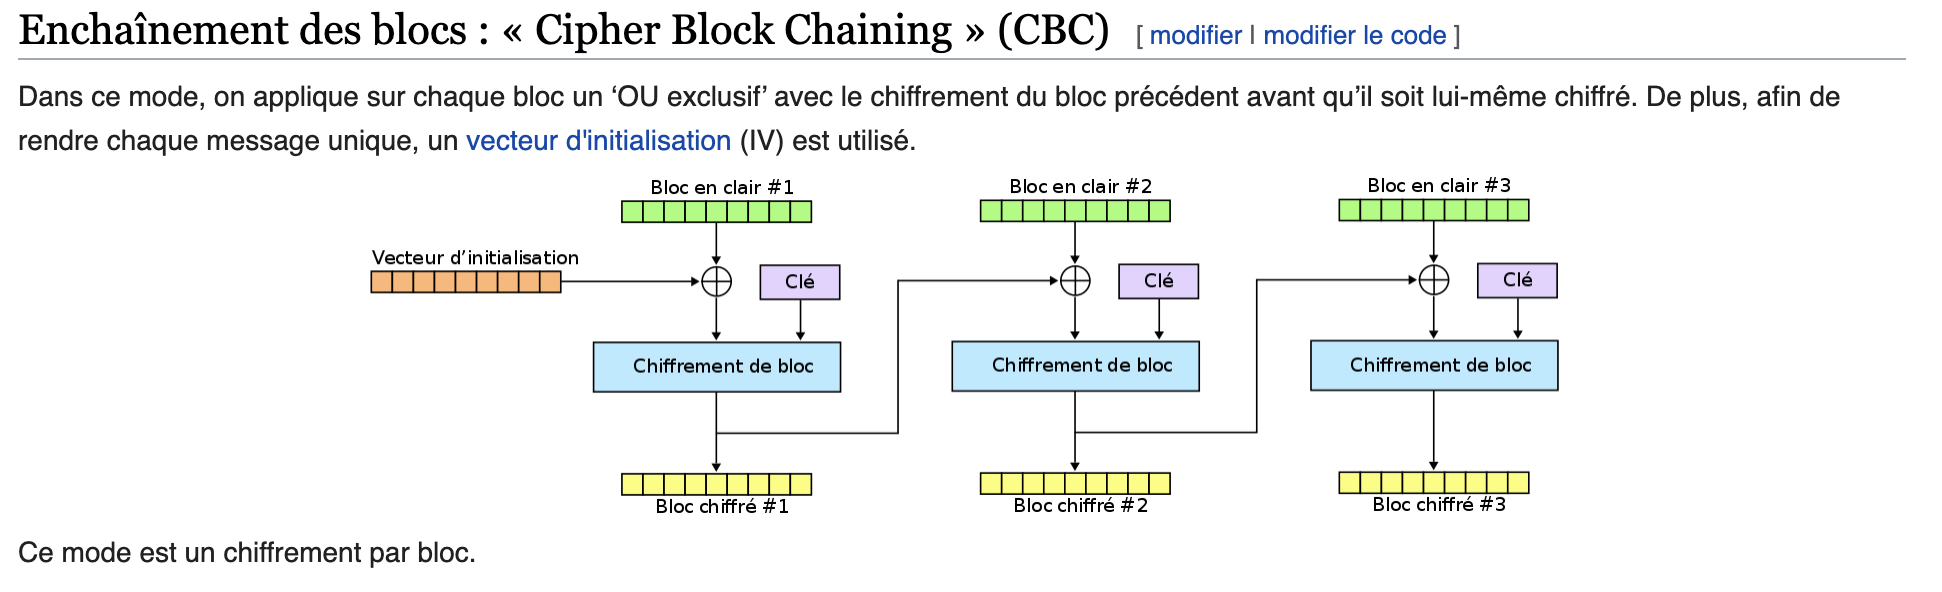 Enchaînement des blocs : « Cipher Block Chaining » (CBC) [ modifier | modifier le code ]
Dans ce mode, on applique sur chaque bloc un ‘OU exclusif’ avec le chiffrement du bloc précédent avant qu’il soit lui-même chiffré. De plus, afin de
rendre chaque message unique, un vecteur d'initialisation (IV) est utilisé.
Bloc en clair #1 Bloc en clair #2 Bloc en clair #3
Vecteur d’initialisation
Clé Clé Clé
Chiffrement de bloc Chiffrement de bloc Chiffrement de bloc
Bloc chiffré #1 Bloc chiffré #2 Bloc chiffré #3
Ce mode est un chiffrement par bloc.